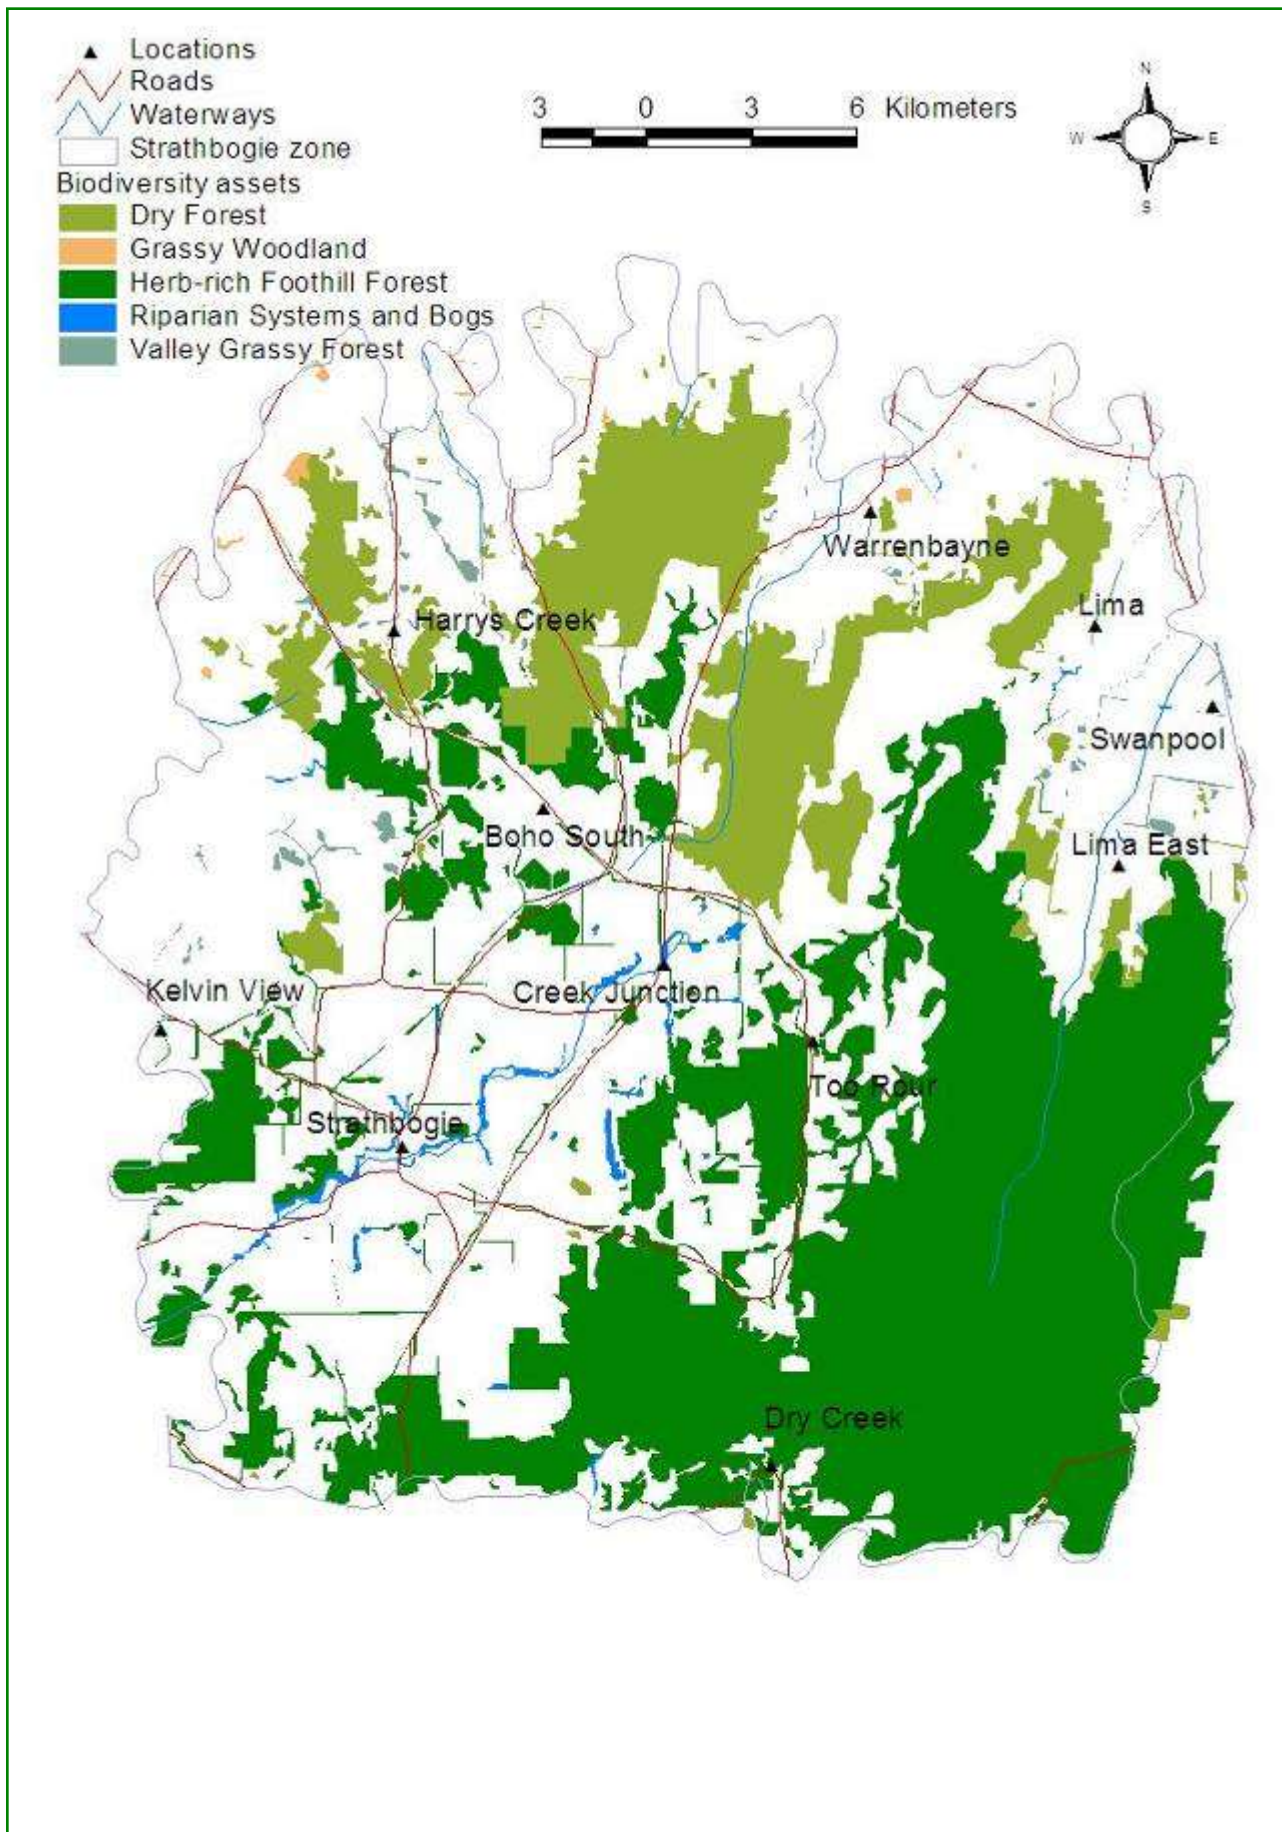 Locations
Roads
Waterways
Strathbogie zone
Biodiversity assets
Dry Forest
Grassy Woodland
Herb-rich Foothill Forest
Riparian Systems and Bogs
Valley Grassy Forest
3 0 3 6 Kilometers
N
W E
S
Warrenbayne
Lima
Harrys Creek
Swanpool
Boho South
Lima East
Kelvin View
Creek Junction
Too Rour
Strathbogie
Dry Creek